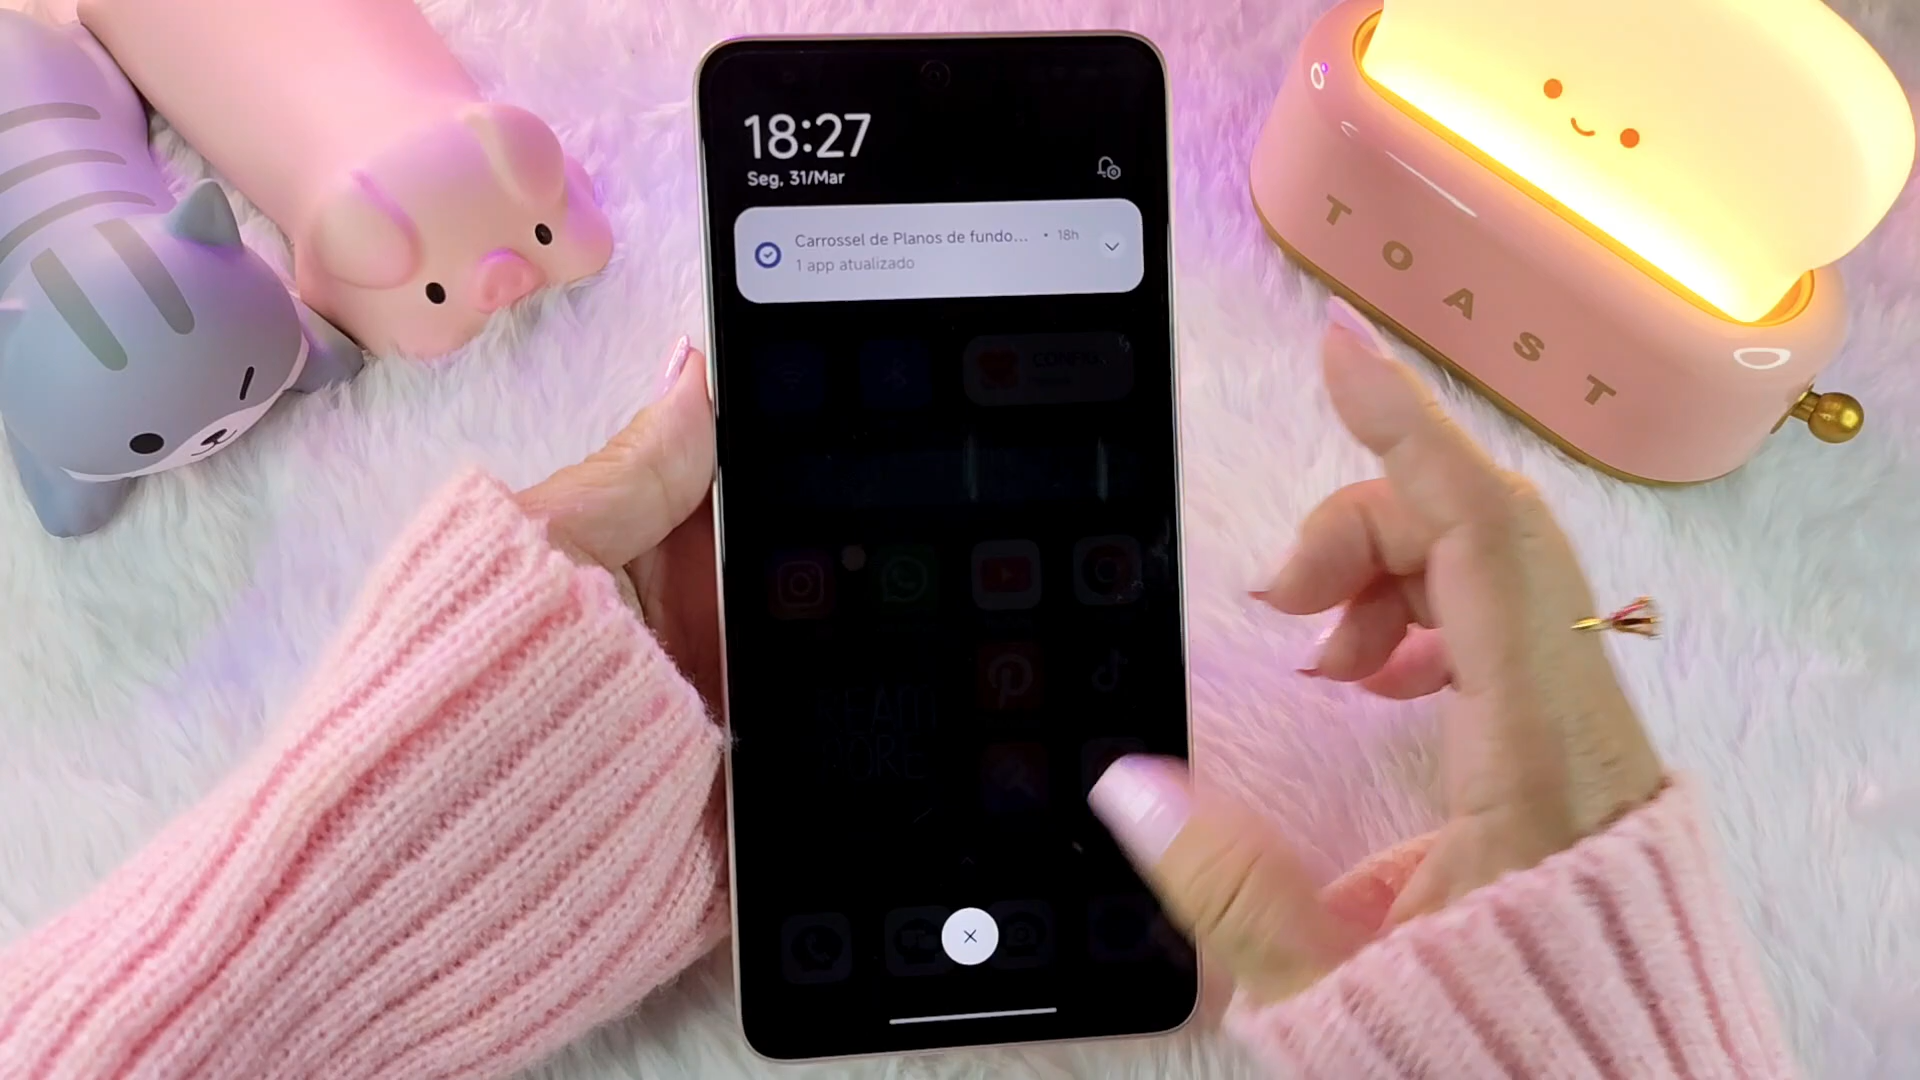 18:27
Seg, 31/Mar
Carrossel de Planos de fundo... • 18h
1 app atualizado
TOAST